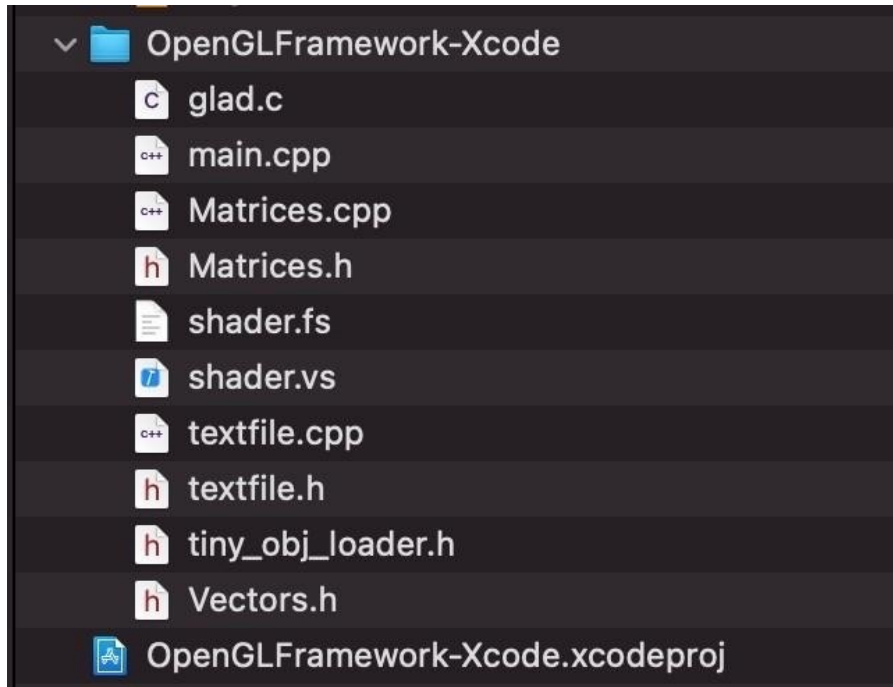 OpenGLFramework-Xcode
C glad.c
c++ main.cpp
c++ Matrices.cpp
h Matrices.h
shader.fs
shader.vs
c++ textfile.cpp
h textfile.h
h tiny_obj_loader.h
h Vectors.h
OpenGLFramework-Xcode.xcodeproj